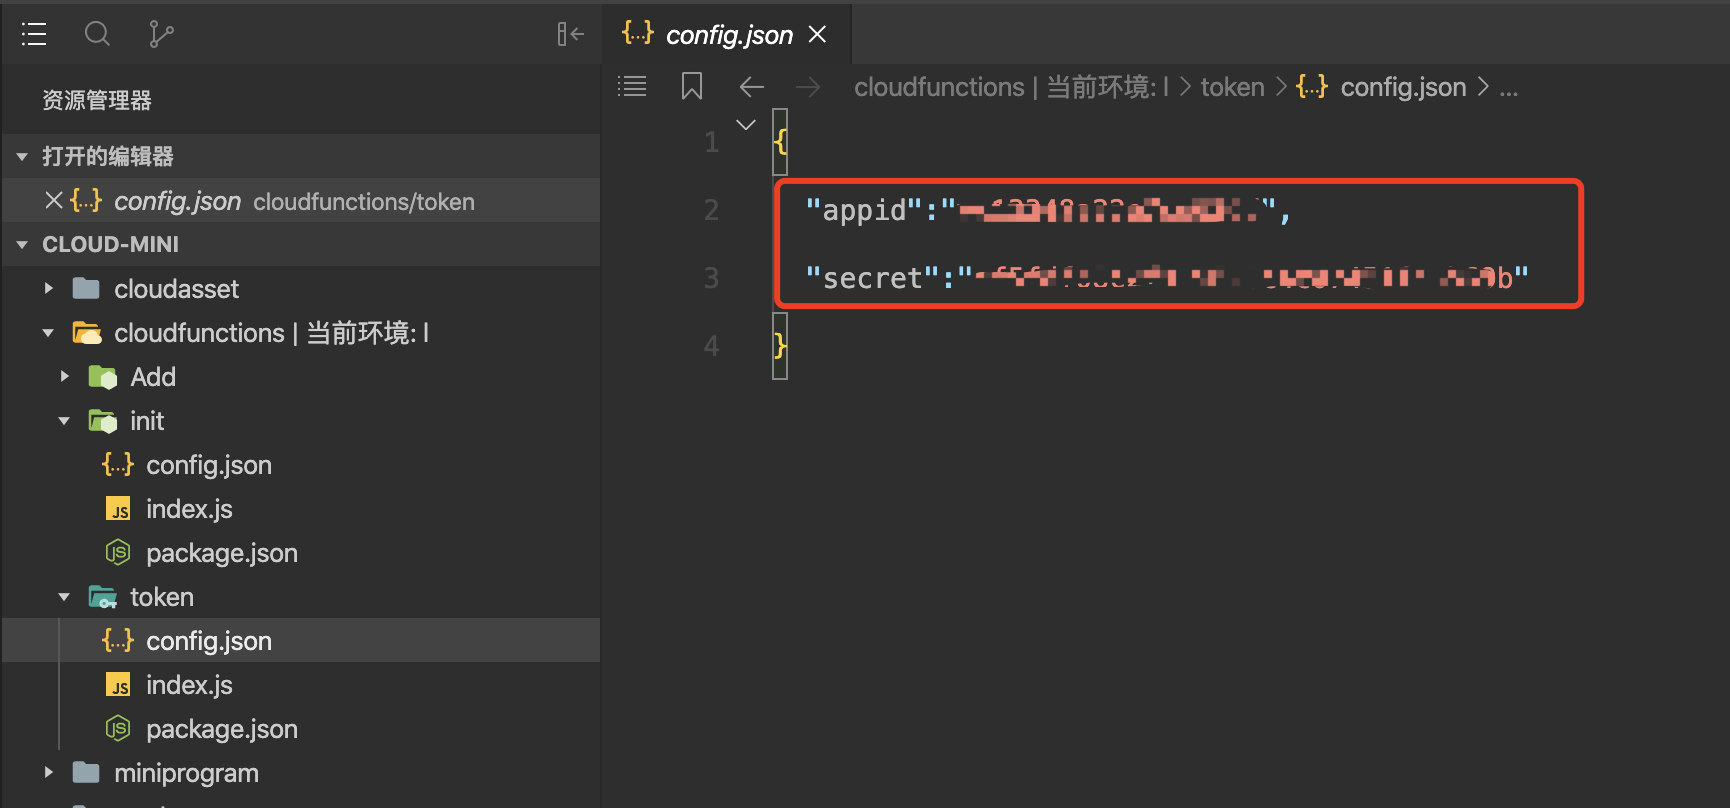 config.json
资源管理器
打开的编辑器
config.json cloudfunctions/token
CLOUD-MINI
cloudasset
cloudfunctions | 当前环境: l
Add
init
config.json
index.js
package.json
token
config.json
index.js
package.json
miniprogram
cloudfunctions | 当前环境: l > token > {...} config.json > ...
1 {
2 "appid":"",
3 "secret":""
4 }